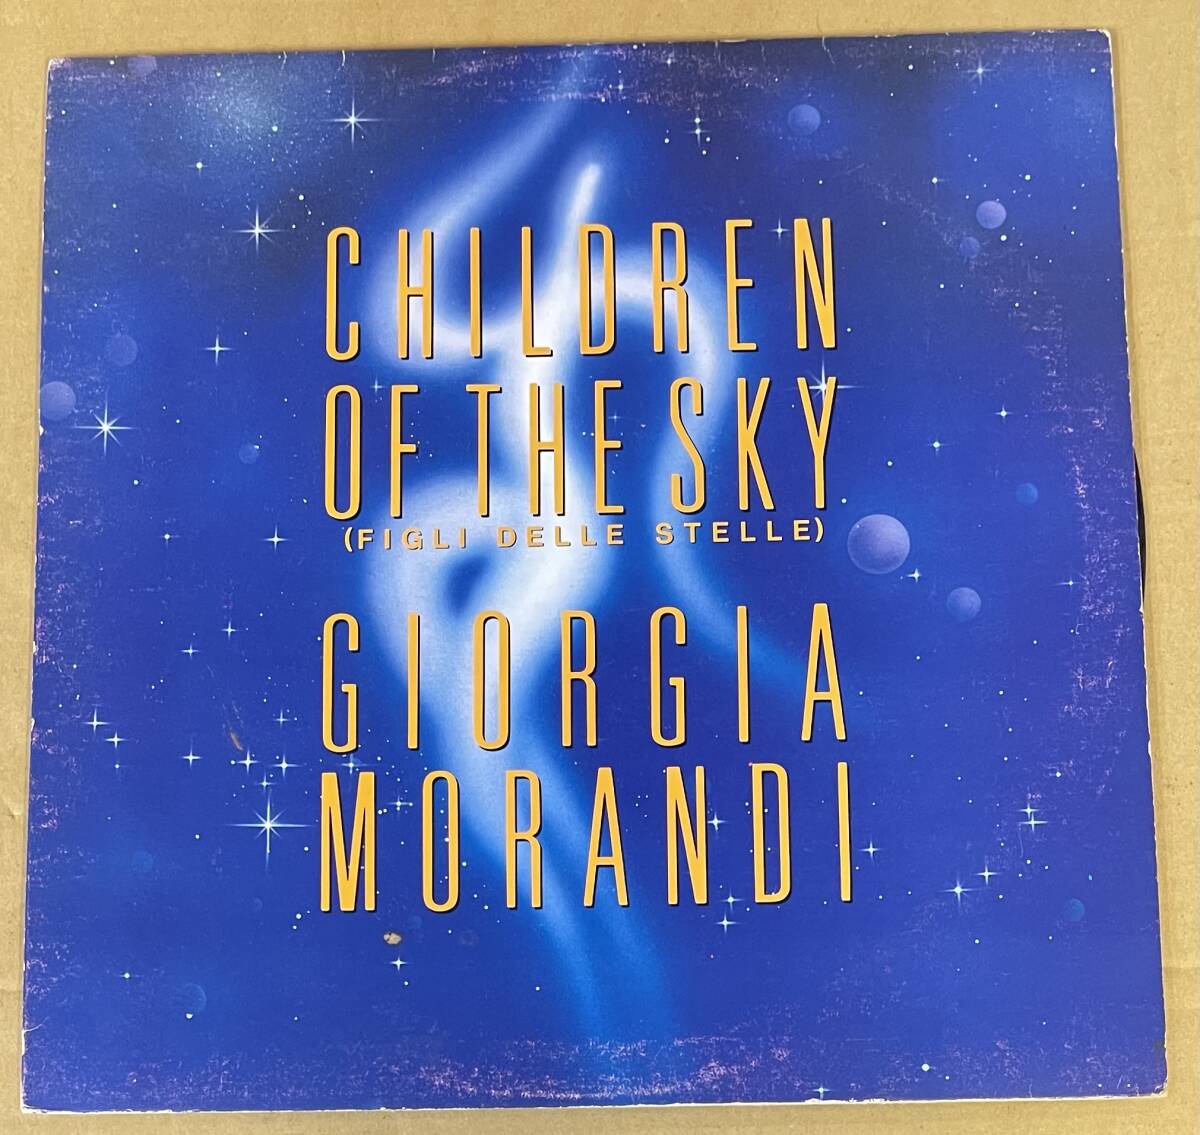 CHILDREN
OF THE SKY
(FIGLI DELLE STELLE)
GIORGIA
MORANDI